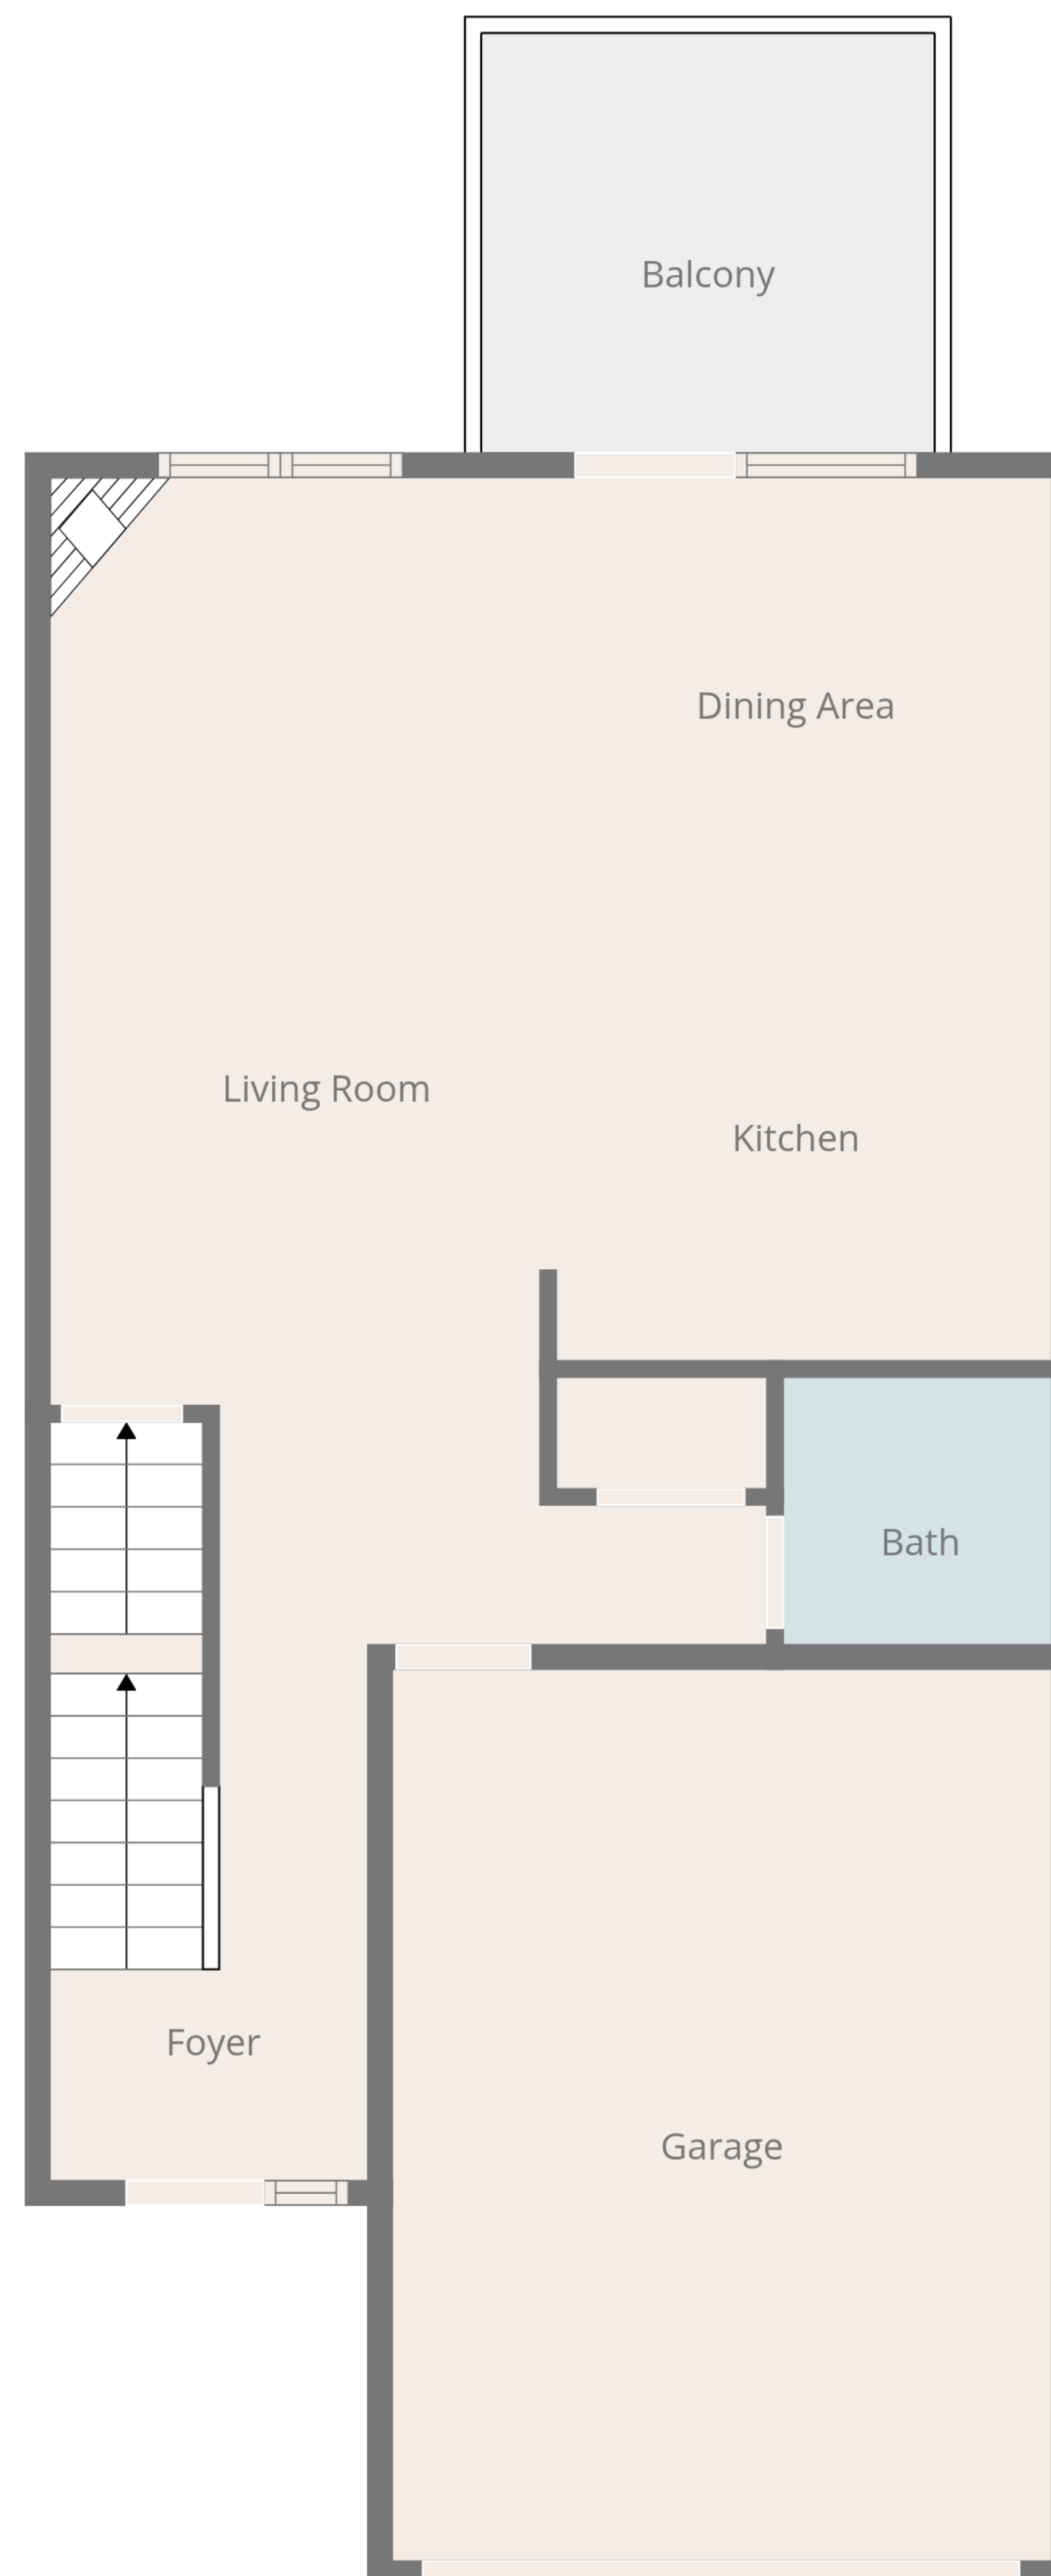 Balcony
Dining Area
Living Room
Kitchen
Bath
Foyer
Garage